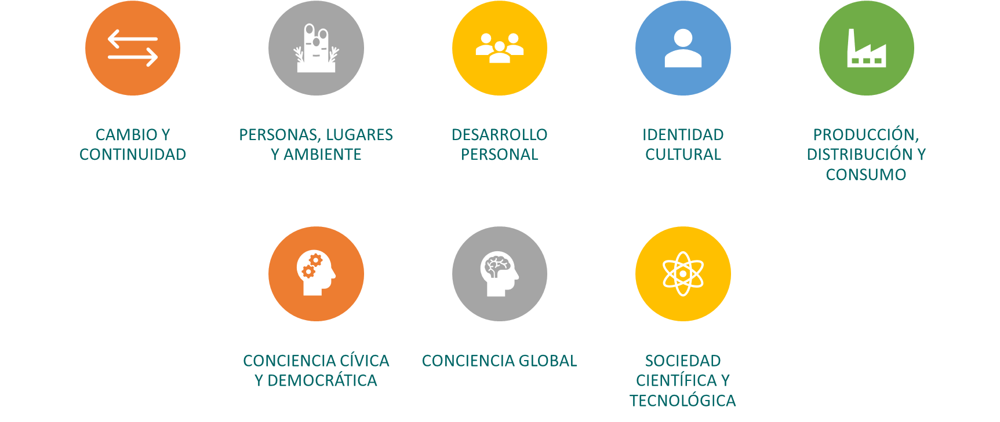 CAMBIO Y
CONTINUIDAD
PERSONAS, LUGARES
Y AMBIENTE
DESARROLLO
PERSONAL
IDENTIDAD
CULTURAL
PRODUCCIÓN,
DISTRIBUCIÓN Y
CONSUMO
CONCIENCIA CÍVICA
Y DEMOCRÁTICA
CONCIENCIA GLOBAL
SOCIEDAD
CIENTÍFICA Y
TECNOLÓGICA